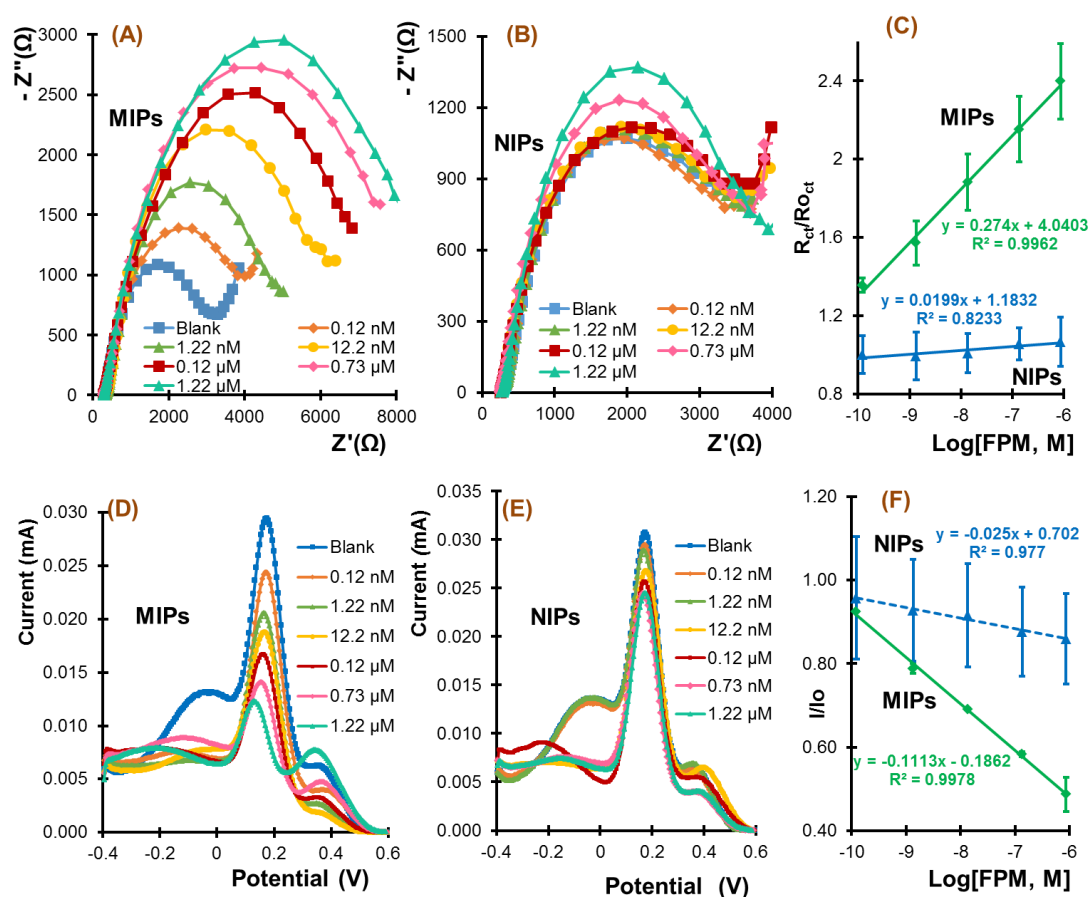 (A)
- Z"(Ω)
3000
2500
2000
1500
1000
500
0
MIPs
Blank
0.12 nM
1.22 nM
12.2 nM
0.12 µM
0.73 µM
1.22 µM
0 2000 4000 6000 8000
Z'(Ω)
(B)
- Z"(Ω)
1500
1200
900
600
300
0
NIPs
Blank
0.12 nM
1.22 nM
12.2 nM
0.12 µM
0.73 µM
1.22 µM
0 1000 2000 3000 4000
Z'(Ω)
(C)
Rct/Roct
2.4
2
1.6
1.2
0.8
MIPs
y = 0.274x + 4.0403
R² = 0.9962
y = 0.0199x + 1.1832
R² = 0.8233
NIPs
-10 -9 -8 -7 -6
Log[FPM, M]
(D)
Current (mA)
0.030
0.025
0.020
0.015
0.010
0.005
0.000
MIPs
Blank
0.12 nM
1.22 nM
12.2 nM
0.12 µM
0.73 µM
1.22 µM
-0.4 -0.2 0 0.2 0.4 0.6
Potential (V)
(E)
Current (mA)
0.035
0.030
0.025
0.020
0.015
0.010
0.005
0.000
NIPs
Blank
0.12 nM
1.22 nM
12.2 nM
0.12 µM
0.73 nM
1.22 µM
-0.4 -0.2 0 0.2 0.4 0.6
Potential (V)
(F)
I/Io
1.20
1.00
0.80
0.60
0.40
NIPs
y = -0.025x + 0.702
R² = 0.977
MIPs
y = -0.1113x - 0.1862
R² = 0.9978
-10 -9 -8 -7 -6
Log[FPM, M]